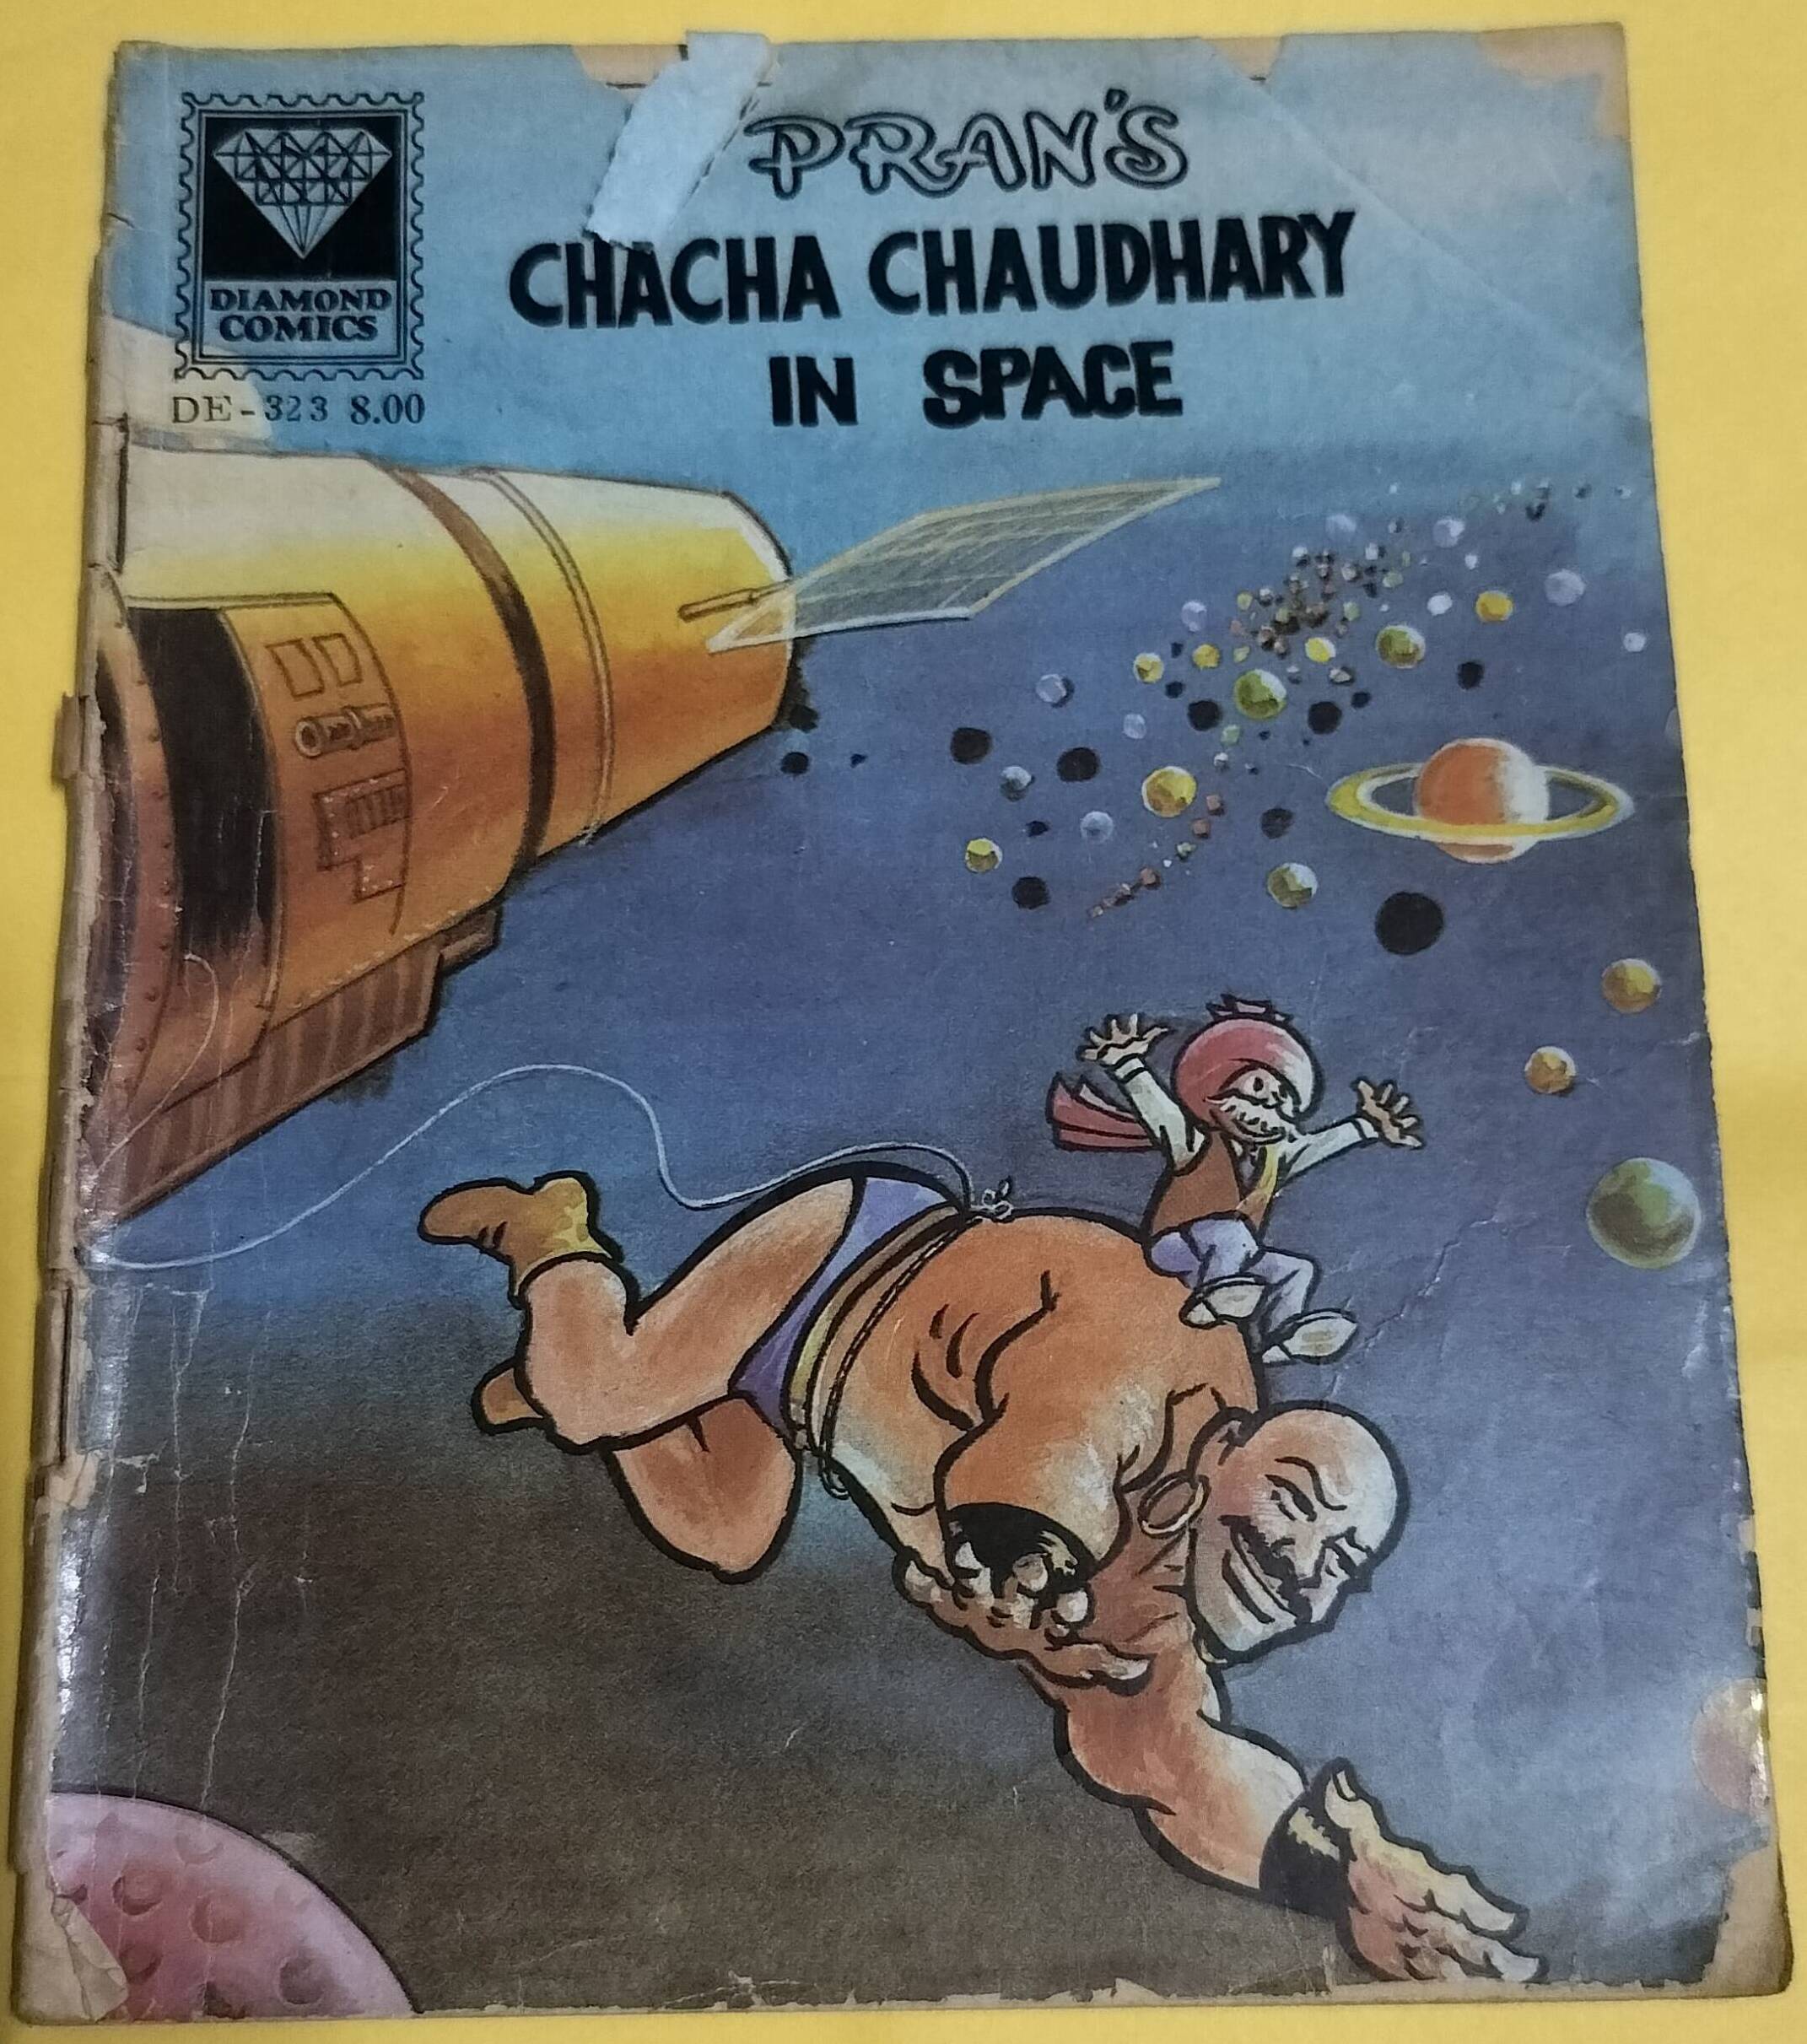 DIAMOND
COMICS
DE-323 8.00
PRAN'S
CHACHA CHAUDHARY
IN SPACE